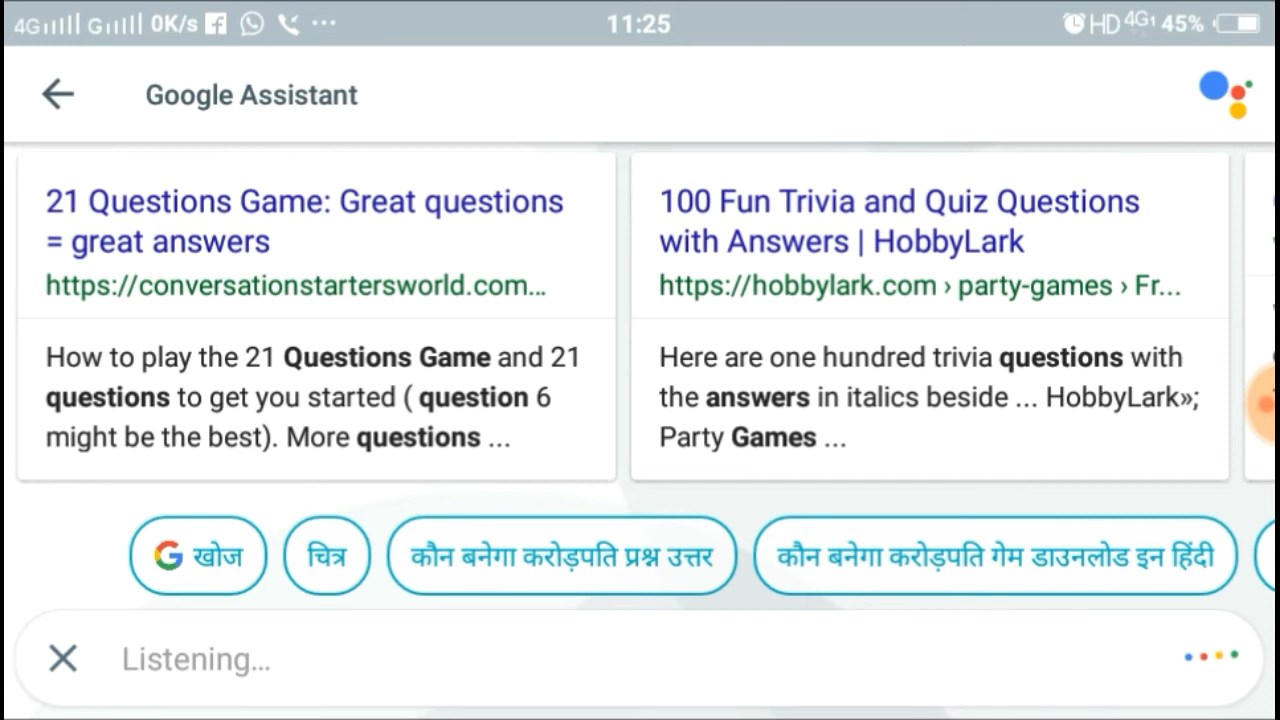 4G G 0K/s 11:25 HD 4G 45%
Google Assistant
21 Questions Game: Great questions
= great answers
https://conversationstartersworld.com...
How to play the 21 Questions Game and 21
questions to get you started ( question 6
might be the best). More questions ...
100 Fun Trivia and Quiz Questions
with Answers | HobbyLark
https://hobbylark.com › party-games › Fr...
Here are one hundred trivia questions with
the answers in italics beside ... HobbyLark»;
Party Games ...
खोज चित्र कौन बनेगा करोड़पति प्रश्न उत्तर कौन बनेगा करोड़पति गेम डाउनलोड इन हिंदी
Listening...